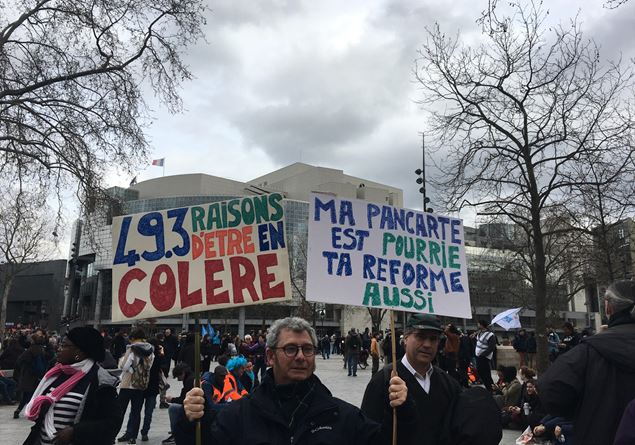 49.3 RAISONS
D'ETRE EN
COLERE
MA PANCARTE
EST POURRIE
TA REFORME
AUSSI